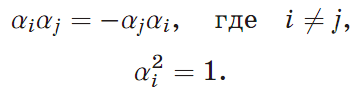 αᵢαⱼ = −αⱼαᵢ, где i ≠ j,
αᵢ² = 1.